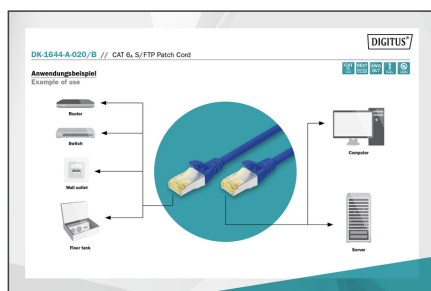 DIGITUS®
DK-1644-A-020/B // CAT 6A S/FTP Patch Cord
Anwendungsbeispiel
Example of use
Router
Switch
Wall outlet
Floor tank
Computer
Server